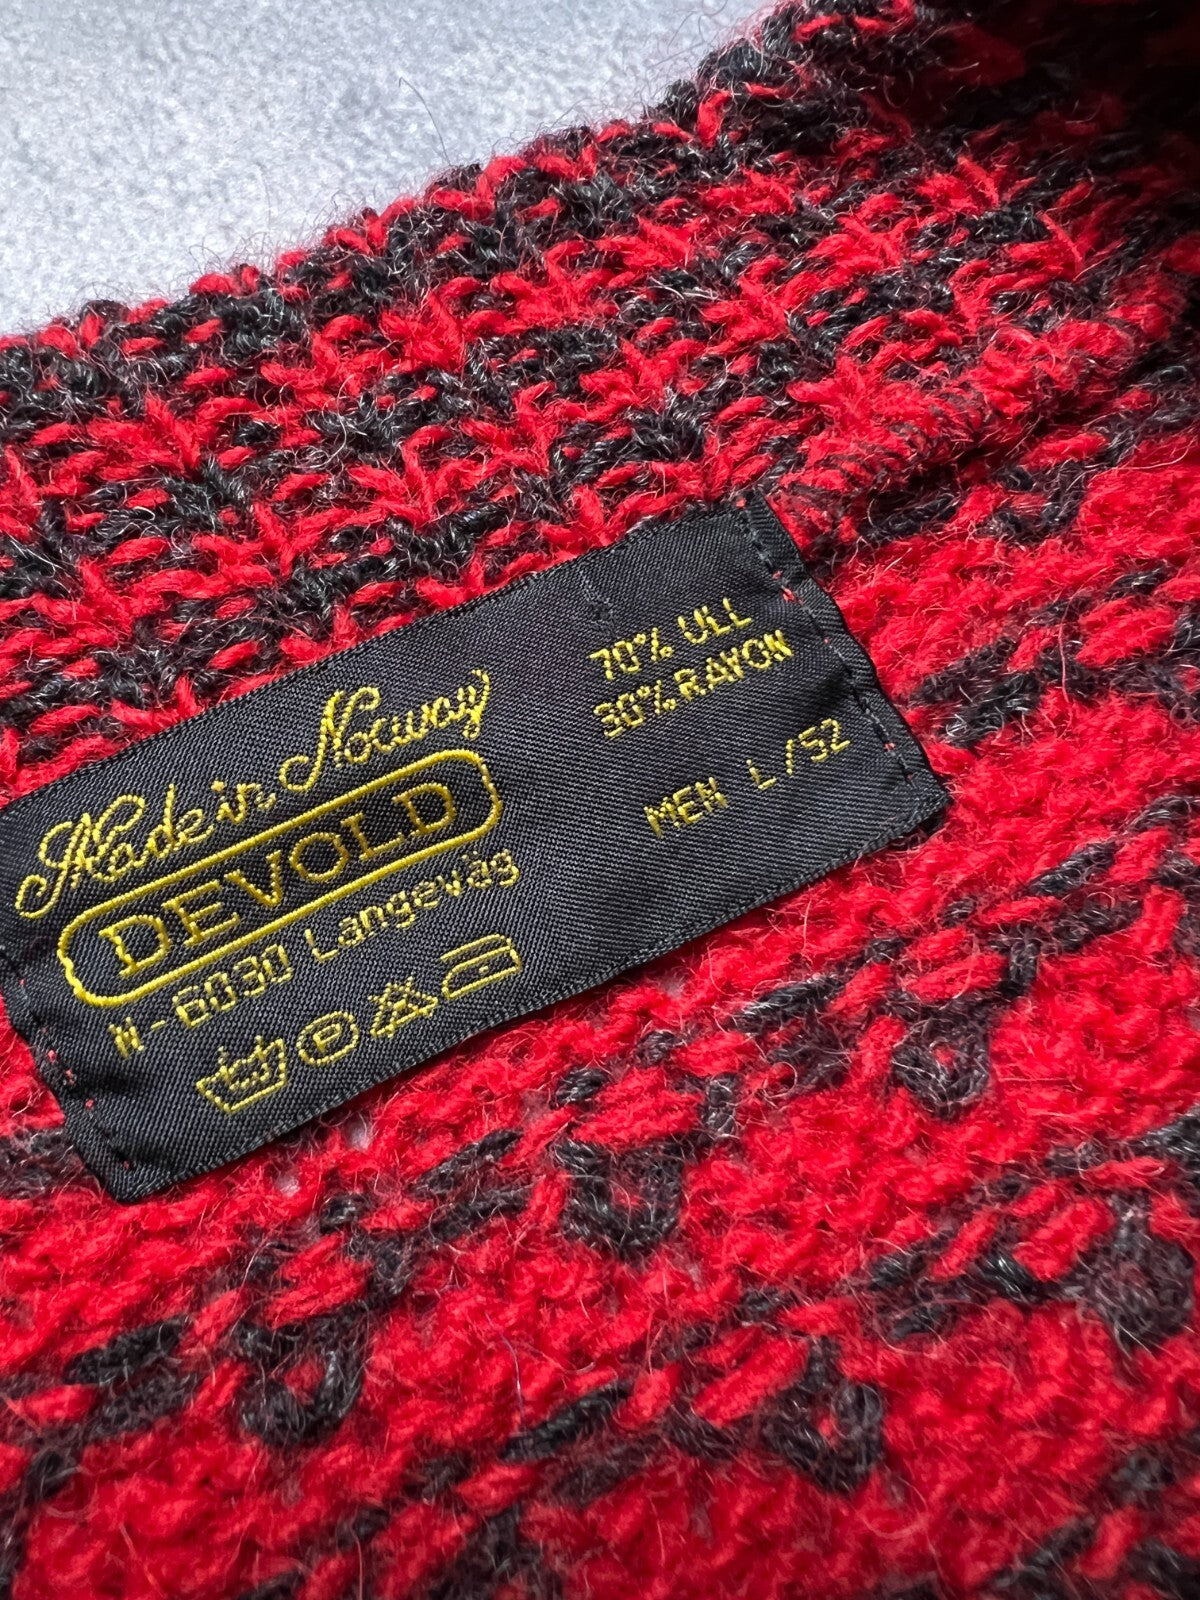 Made in Norway
DEVOLD
N-6030 Langevåg
P
70% ULL
30% RAYON
MEN L/52